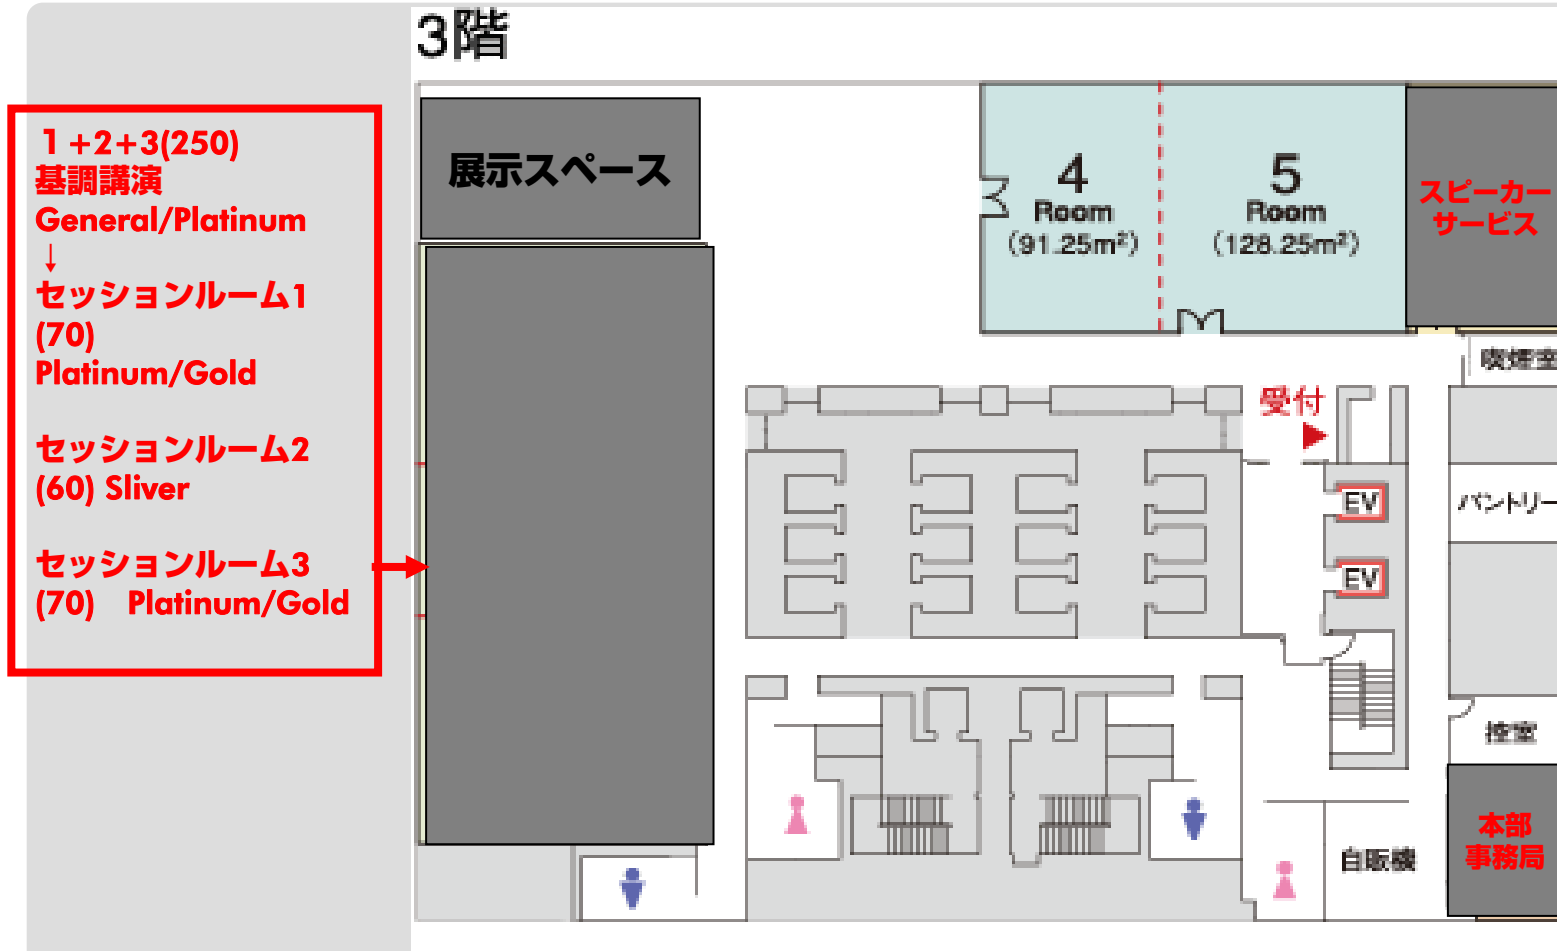 3階
１+2+3(250)
基調講演
General/Platinum
↓
セッションルーム1
(70)
Platinum/Gold
セッションルーム2
(60) Sliver
セッションルーム3
(70)　Platinum/Gold
展示スペース
4
Room
(91.25m²)
5
Room
(128.25m²)
スピーカー
サービス
喫煙室
受付
EV
パントリー
EV
控室
本部
事務局
自販機